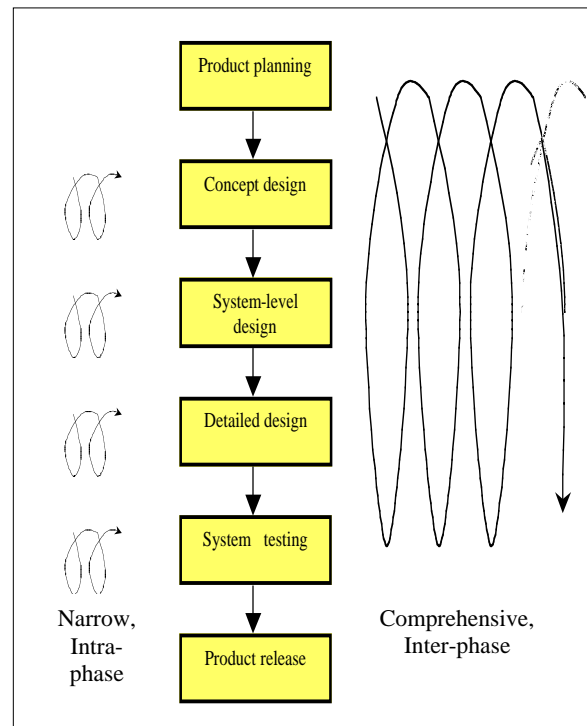 Product planning
Concept design
System-level
design
Detailed design
System testing
Product release
Narrow,
Intra-
phase
Comprehensive,
Inter-phase